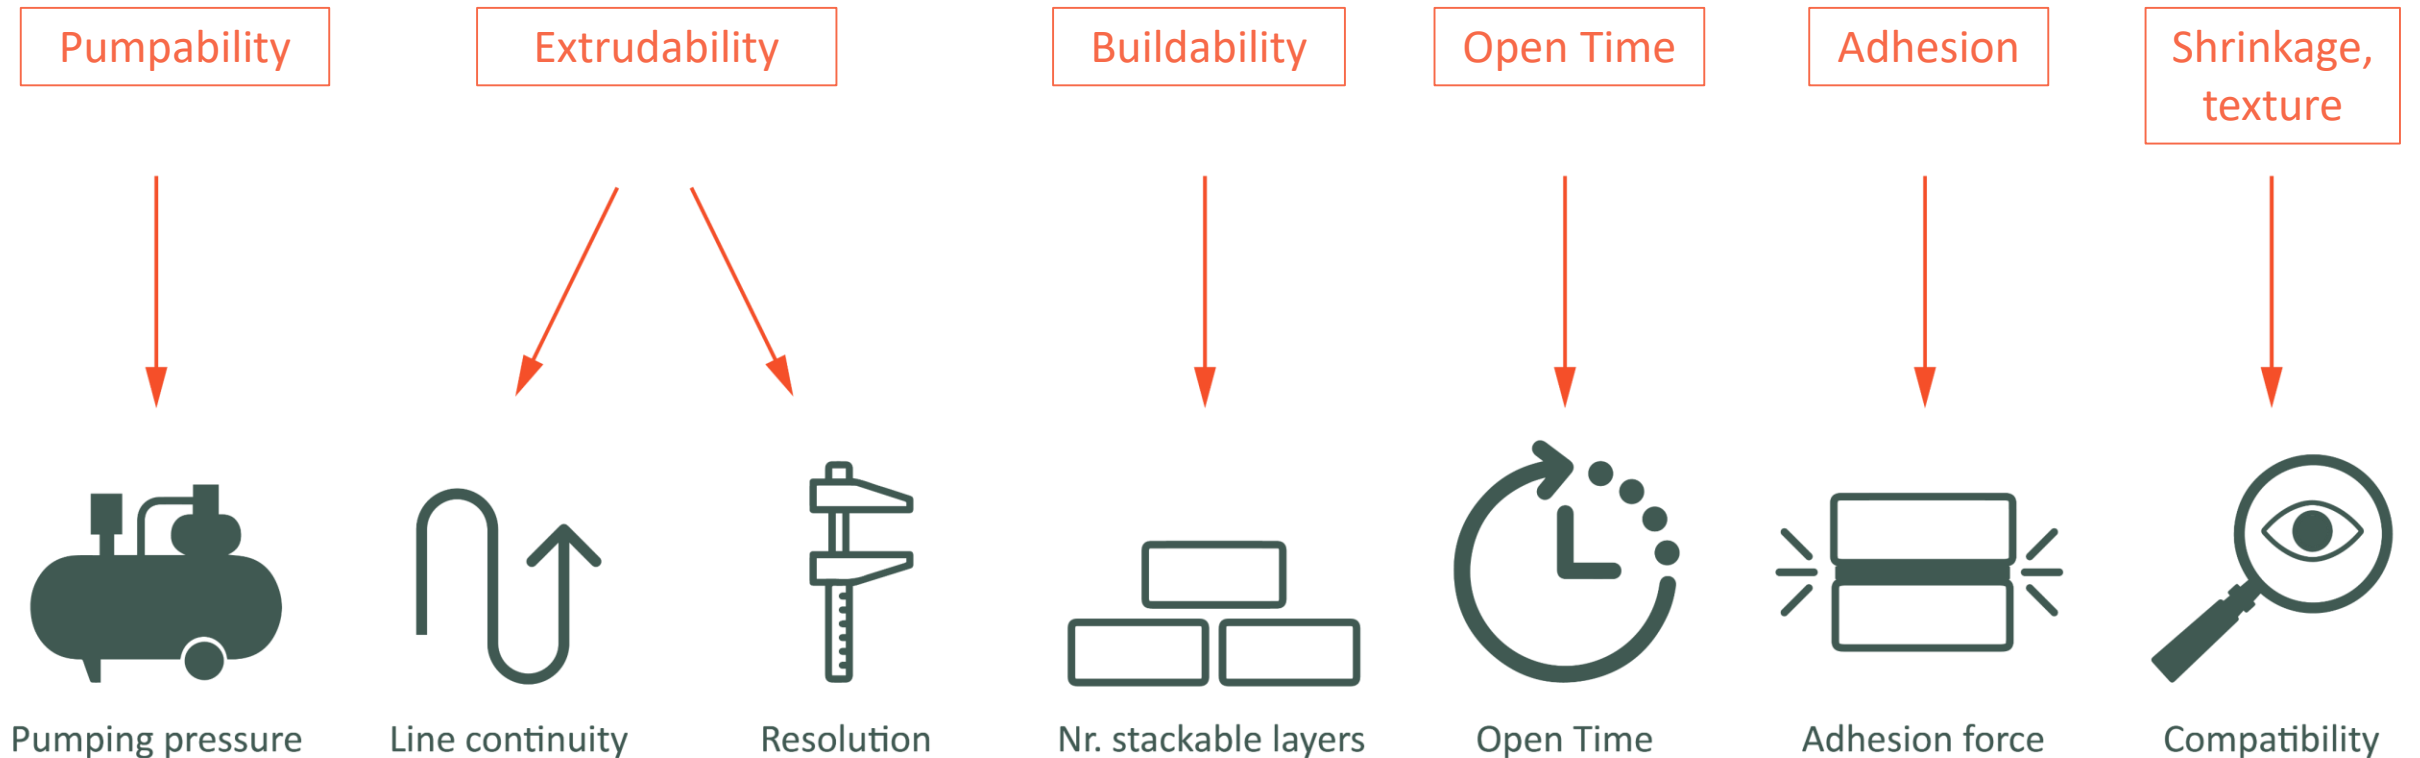 Pumpability
Extrudability
Buildability
Open Time
Adhesion
Shrinkage,
texture
Pumping pressure
Line continuity
Resolution
Nr. stackable layers
Open Time
Adhesion force
Compatibility